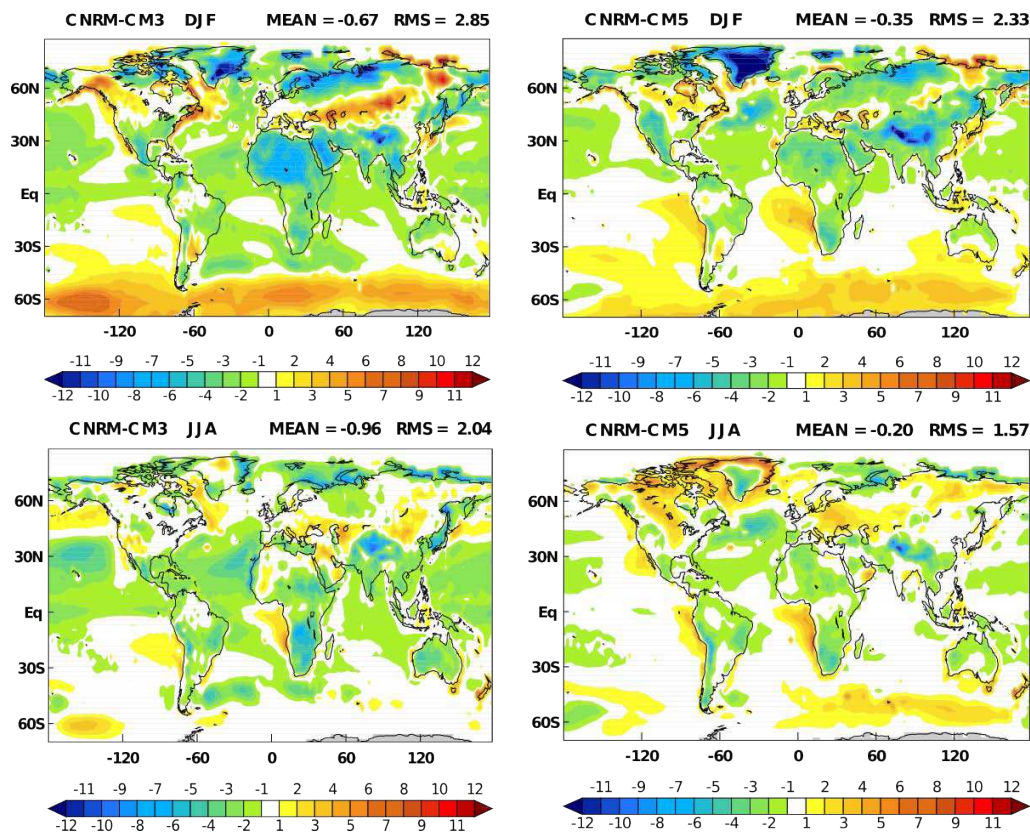 CNRM-CM3 DJF MEAN = -0.67 RMS = 2.85
60N
30N
Eq
30S
60S
-120 -60 0 60 120
-11 -9 -7 -5 -3 -1 2 4 6 8 10 12
-12 -10 -8 -6 -4 -2 1 3 5 7 9 11
CNRM-CM5 DJF MEAN = -0.35 RMS = 2.33
60N
30N
Eq
30S
60S
-120 -60 0 60 120
-11 -9 -7 -5 -3 -1 2 4 6 8 10 12
-12 -10 -8 -6 -4 -2 1 3 5 7 9 11
CNRM-CM3 JJA MEAN = -0.96 RMS = 2.04
60N
30N
Eq
30S
60S
-120 -60 0 60 120
-11 -9 -7 -5 -3 -1 2 4 6 8 10 12
-12 -10 -8 -6 -4 -2 1 3 5 7 9 11
CNRM-CM5 JJA MEAN = -0.20 RMS = 1.57
60N
30N
Eq
30S
60S
-120 -60 0 60 120
-11 -9 -7 -5 -3 -1 2 4 6 8 10 12
-12 -10 -8 -6 -4 -2 1 3 5 7 9 11